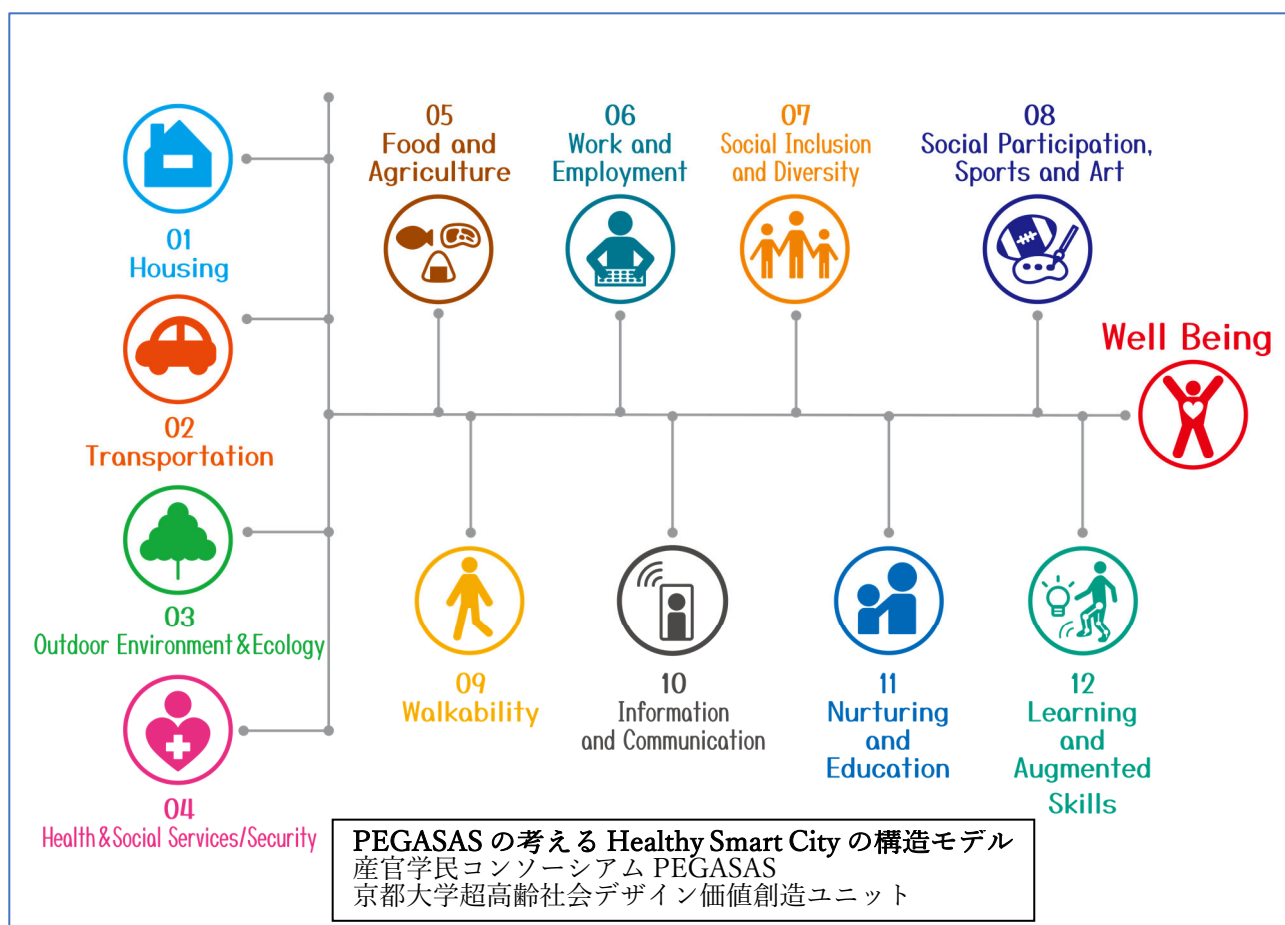 01
Housing
02
Transportation
03
Outdoor Environment&Ecology
04
Health&Social Services/Security
05
Food and
Agriculture
06
Work and
Employment
07
Social Inclusion
and Diversity
08
Social Participation,
Sports and Art
Well Being
09
Walkability
10
Information
and Communication
11
Nurturing
and
Education
12
Learning
and
Augmented
Skills
PEGASAS の考える Healthy Smart City の構造モデル
産官学民コンソーシアム PEGASAS
京都大学超高齢社会デザイン価値創造ユニット